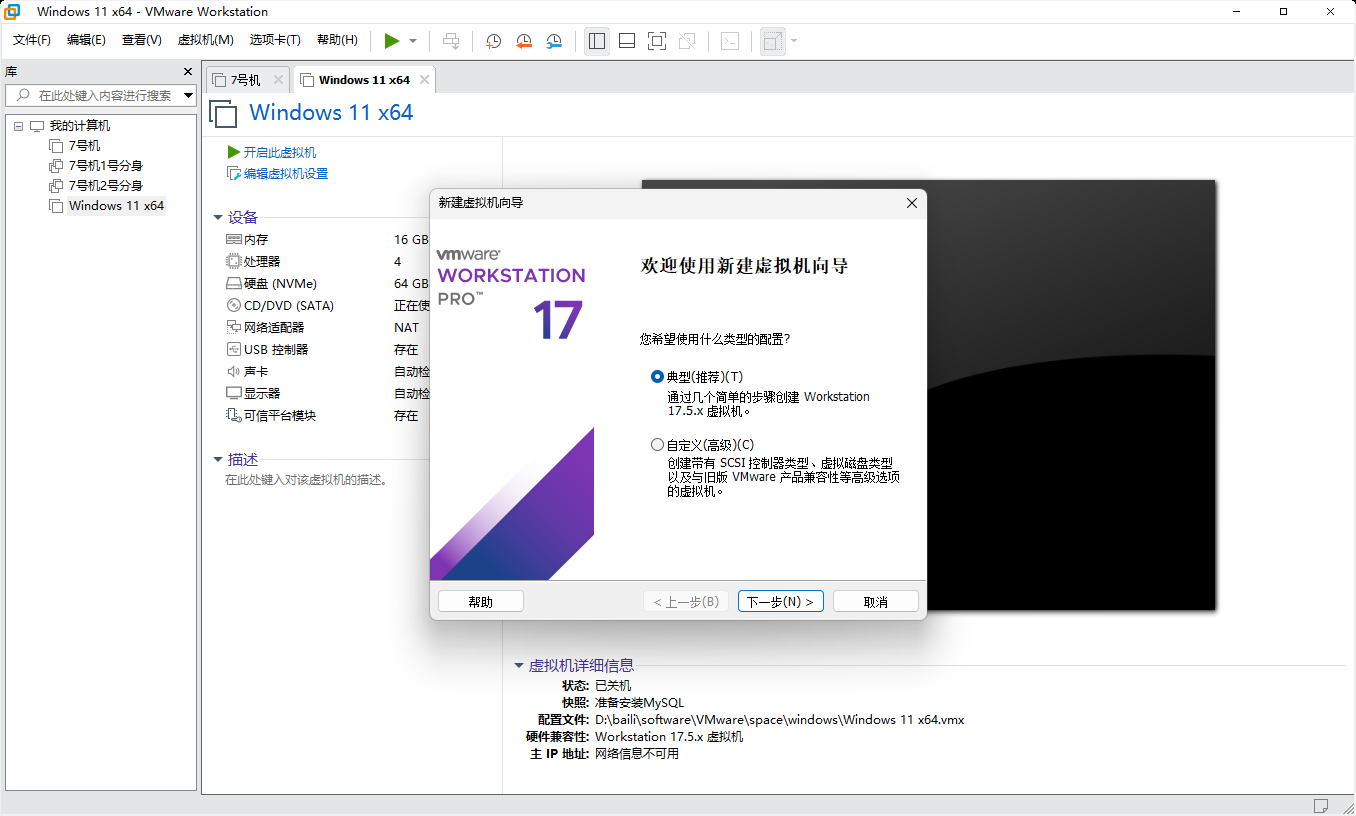 Windows 11 x64 - VMware Workstation
文件(F) 编辑(E) 查看(V) 虚拟机(M) 选项卡(T) 帮助(H)
库
在此处键入内容进行搜索
我的计算机
7号机
7号机1号分身
7号机2号分身
Windows 11 x64
7号机
Windows 11 x64
Windows 11 x64
开启此虚拟机
编辑虚拟机设置
设备
内存 16 GB
处理器 4
硬盘 (NVMe) 64 GB
CD/DVD (SATA) 正在使
网络适配器 NAT
USB 控制器 存在
声卡 自动检
显示器 自动检
可信平台模块 存在
描述
在此处键入对该虚拟机的描述。
新建虚拟机向导
vmware
WORKSTATION
PRO™
17
欢迎使用新建虚拟机向导
您希望使用什么类型的配置?
典型(推荐)(T)
通过几个简单的步骤创建 Workstation
17.5.x 虚拟机。
自定义(高级)(C)
创建带有 SCSI 控制器类型、虚拟磁盘类型
以及与旧版 VMware 产品兼容性等高级选项
的虚拟机。
帮助 < 上一步(B) 下一步(N) > 取消
虚拟机详细信息
状态: 已关机
快照: 准备安装MySQL
配置文件: D:\baili\software\VMware\space\windows\Windows 11 x64.vmx
硬件兼容性: Workstation 17.5.x 虚拟机
主 IP 地址: 网络信息不可用